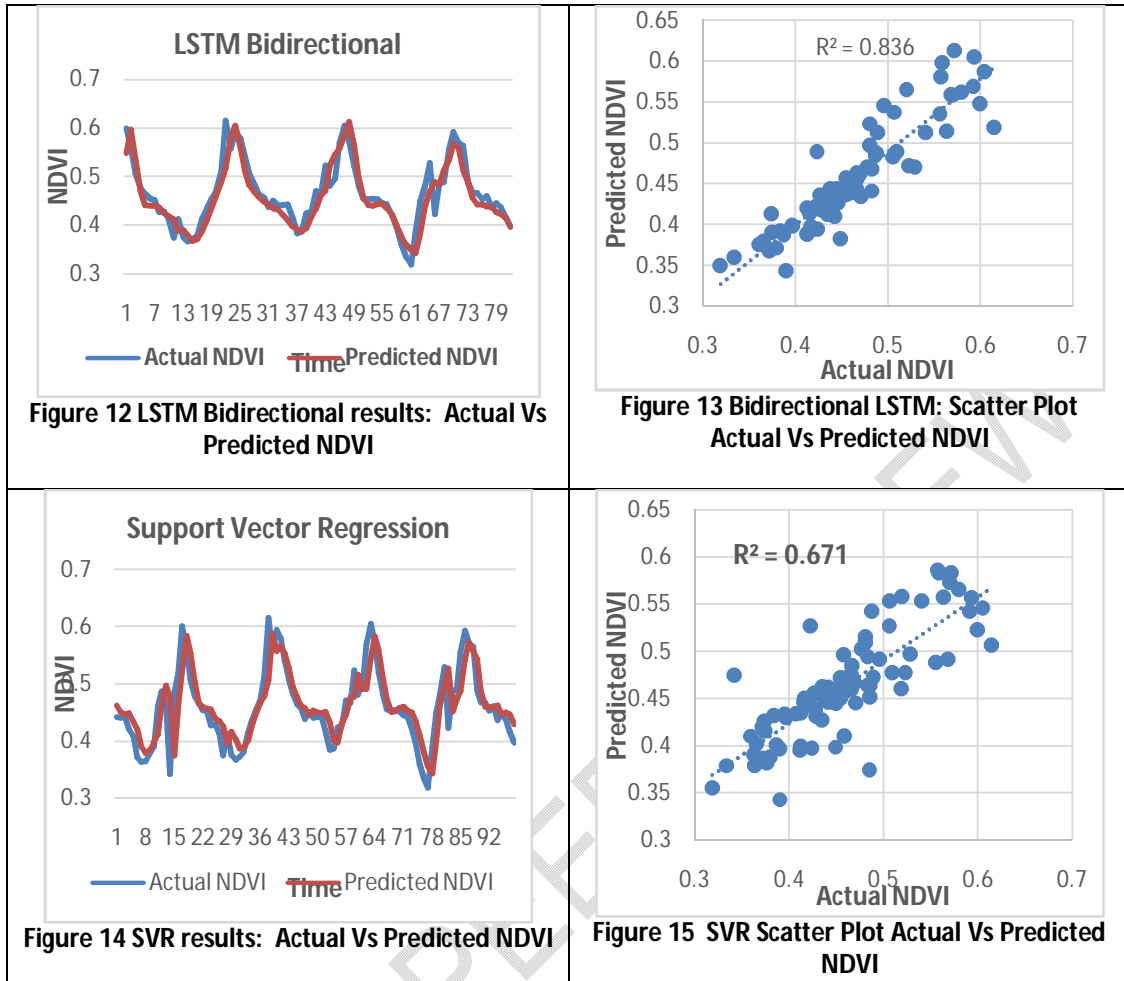 LSTM Bidirectional
0.7
0.6
0.5
0.4
0.3
NDVI
1 7 13 19 25 31 37 43 49 55 61 67 73 79
Time
Actual NDVI Predicted NDVI
Figure 12 LSTM Bidirectional results: Actual Vs
Predicted NDVI
0.65
0.6
0.55
0.5
0.45
0.4
0.35
0.3
Predicted NDVI
R² = 0.836
0.3 0.4 0.5 0.6 0.7
Actual NDVI
Figure 13 Bidirectional LSTM: Scatter Plot
Actual Vs Predicted NDVI
Support Vector Regression
0.7
0.6
0.5
0.4
0.3
NDVI
1 8 15 22 29 36 43 50 57 64 71 78 85 92
Time
Actual NDVI Predicted NDVI
Figure 14 SVR results: Actual Vs Predicted NDVI
0.65
0.6
0.55
0.5
0.45
0.4
0.35
0.3
Predicted NDVI
R² = 0.671
0.3 0.4 0.5 0.6 0.7
Actual NDVI
Figure 15 SVR Scatter Plot Actual Vs Predicted
NDVI